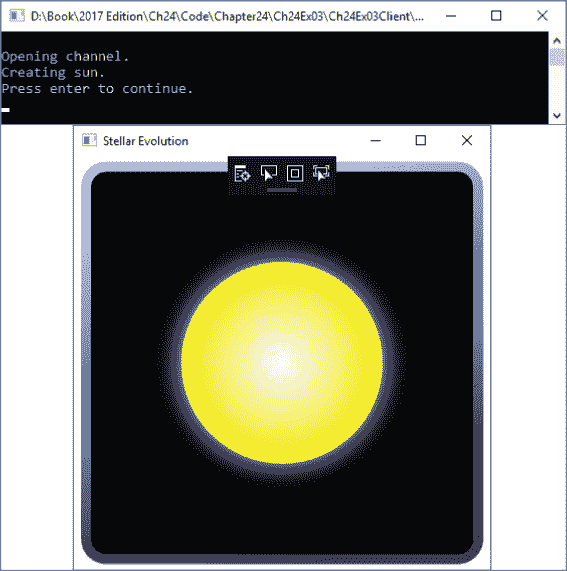 D:\Book\2017 Edition\Ch24\Code\Chapter24\Ch24Ex03\Ch24Ex03Client\...
Opening channel.
Creating sun.
Press enter to continue.
Stellar Evolution